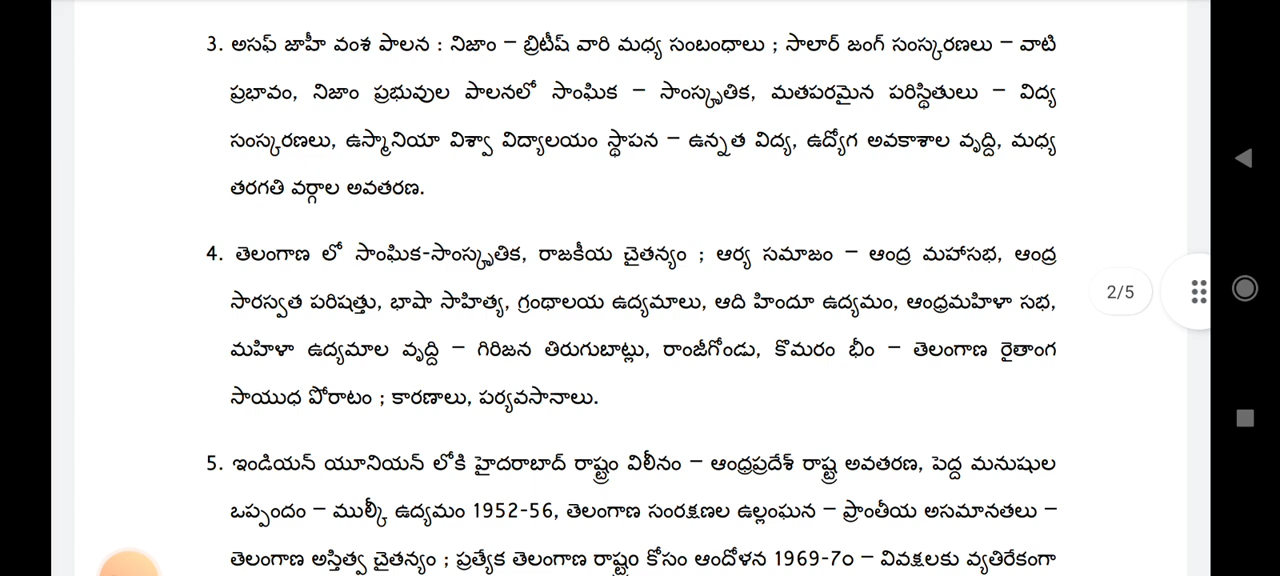 3. అసఫ్ జాహీ వంశ పాలన : నిజాం – బ్రిటీష్ వారి మధ్య సంబంధాలు ; సాలార్ జంగ్ సంస్కరణలు – వాటి
ప్రభావం, నిజాం ప్రభువుల పాలనలో సాంఘిక – సాంస్కృతిక, మతపరమైన పరిస్థితులు – విద్య
సంస్కరణలు, ఉస్మానియా విశ్వా విద్యాలయం స్థాపన – ఉన్నత విద్య, ఉద్యోగ అవకాశాల వృద్ది, మధ్య
తరగతి వర్గాల అవతరణ.
4. తెలంగాణ లో సాంఘిక-సాంస్కృతిక, రాజకీయ చైతన్యం ; ఆర్య సమాజం – ఆంద్ర మహాసభ, ఆంద్ర
సారస్వత పరిషత్తు, భాషా సాహిత్య, గ్రంథాలయ ఉద్యమాలు, ఆది హిందూ ఉద్యమం, ఆంధ్రమహిళా సభ,
మహిళా ఉద్యమాల వృద్ది – గిరిజన తిరుగుబాట్లు, రాంజీగోండు, కొమరం భీం – తెలంగాణ రైతాంగ
సాయుధ పోరాటం ; కారణాలు, పర్యవసానాలు.
2/5
5. ఇండియన్ యూనియన్ లోకి హైదరాబాద్ రాష్ట్రం విలీనం – ఆంధ్రప్రదేశ్ రాష్ట్ర అవతరణ, పెద్ద మనుషుల
ఒప్పందం – ముల్కీ ఉద్యమం 1952-56, తెలంగాణ సంరక్షణల ఉల్లంఘన – ప్రాంతీయ అసమానతలు –
తెలంగాణ అస్తిత్వ చైతన్యం ; ప్రత్యేక తెలంగాణ రాష్ట్రం కోసం ఆందోళన 1969-7౦ – వివక్షలకు వ్యతిరేకంగా